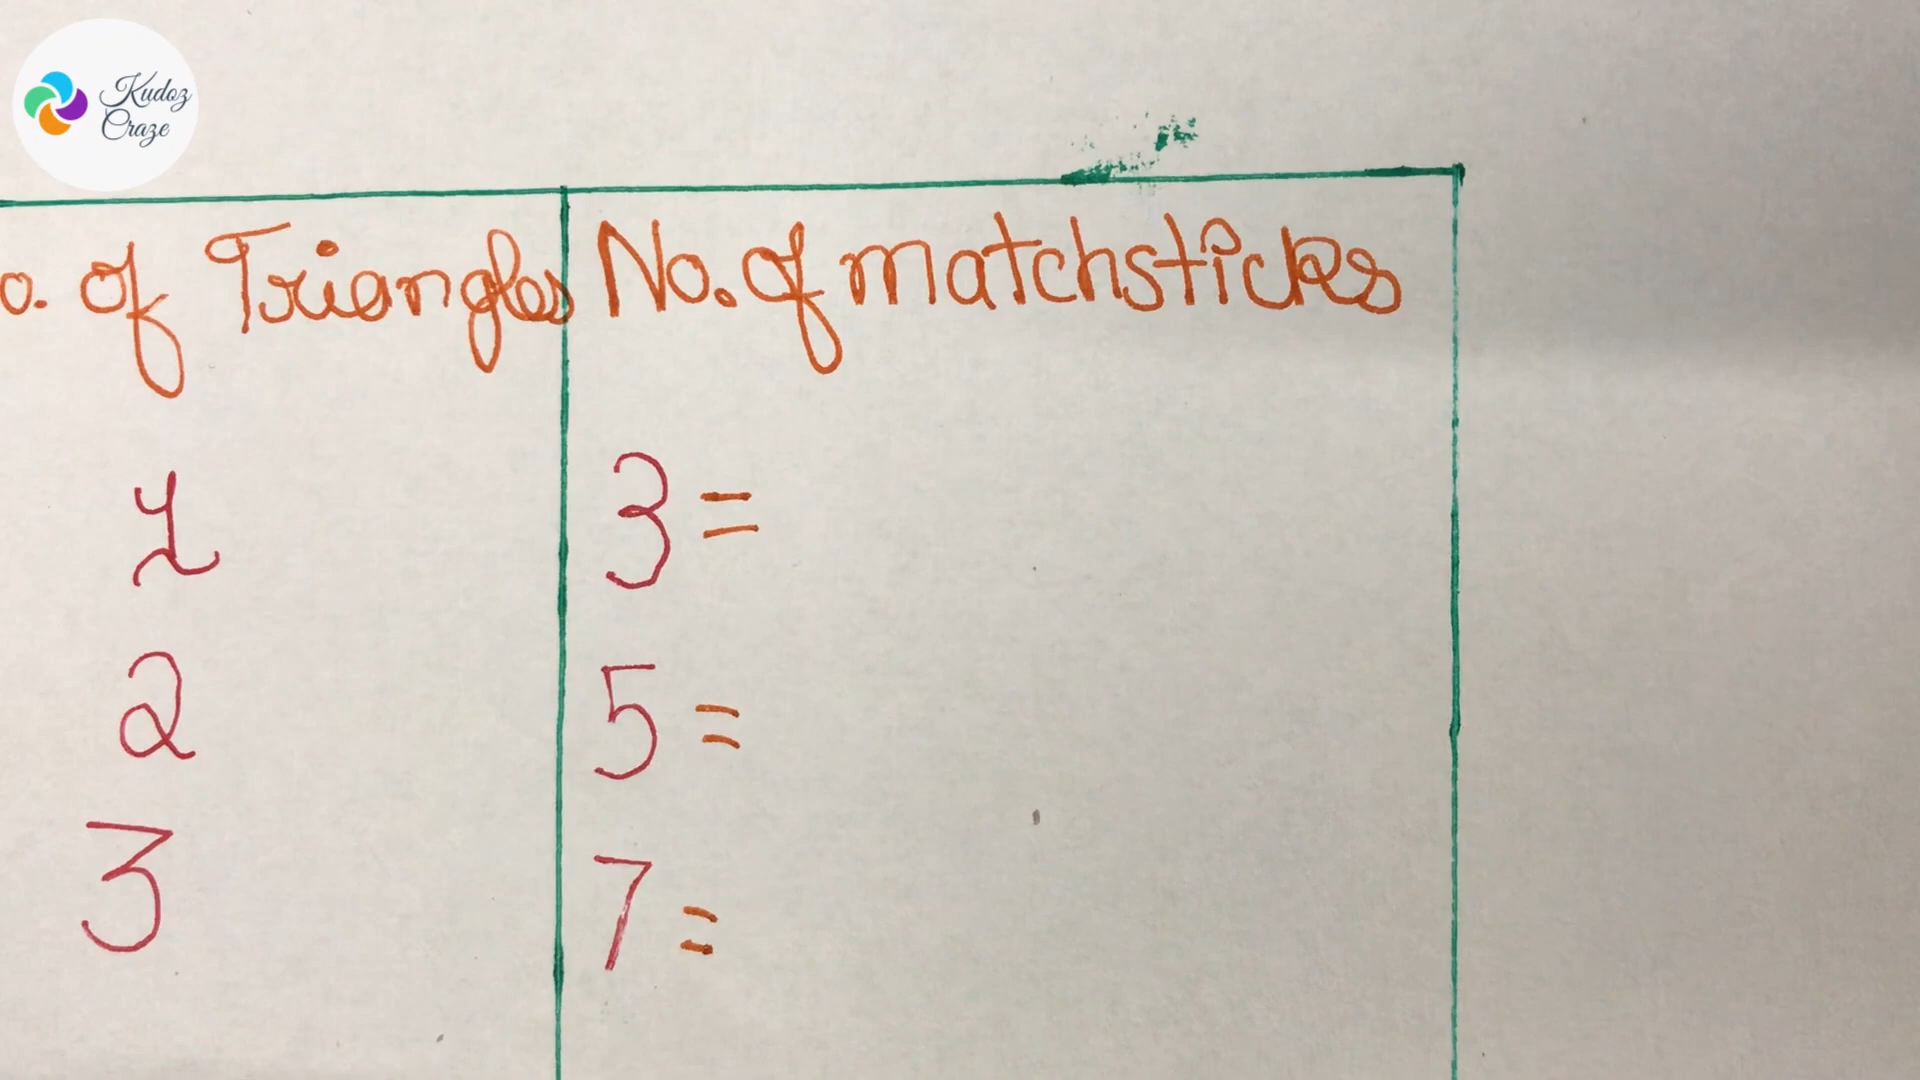 Kudoz
Craze
o. of Triangles No. of matchsticks
1 3 =
2 5 =
3 7 =